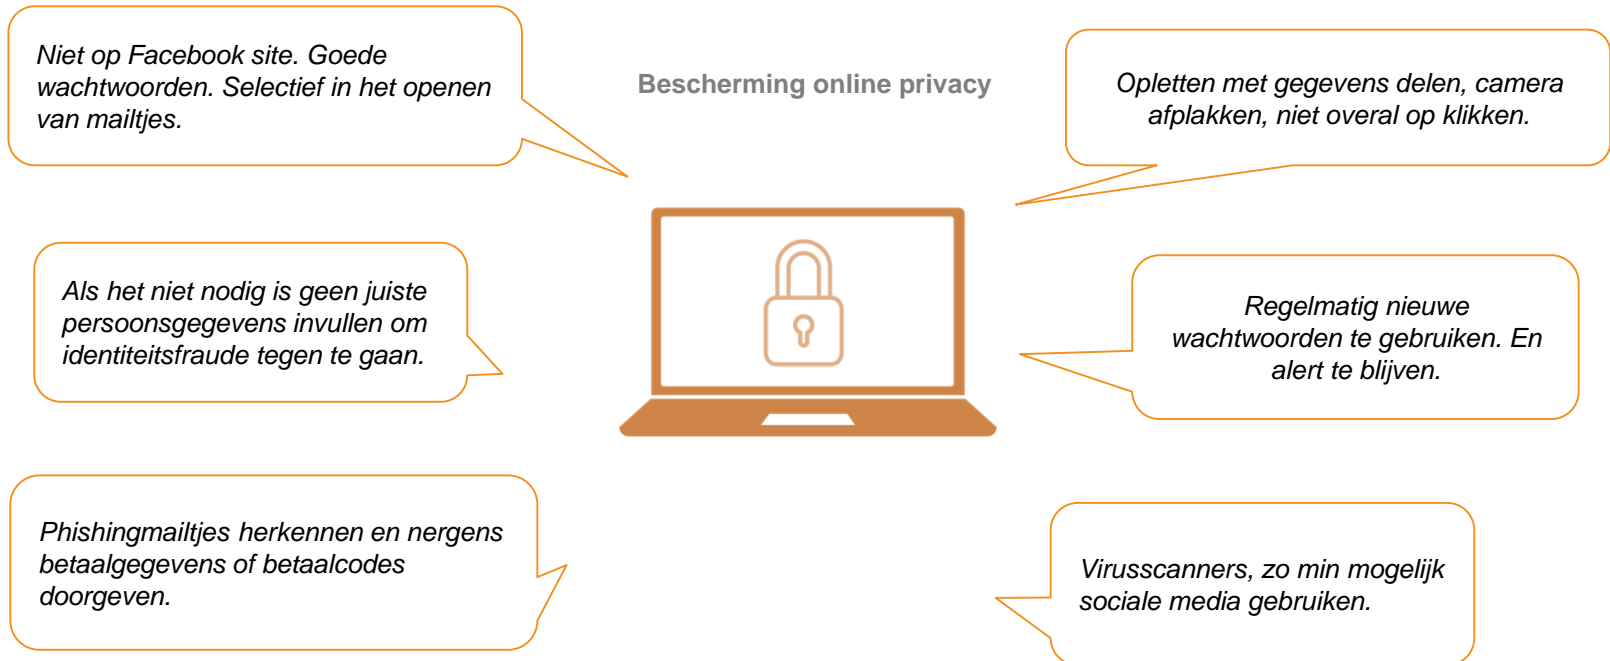 Bescherming online privacy
Niet op Facebook site. Goede
wachtwoorden. Selectief in het openen
van mailtjes.
Opletten met gegevens delen, camera
afplakken, niet overal op klikken.
Als het niet nodig is geen juiste
persoonsgegevens invullen om
identiteitsfraude tegen te gaan.
Regelmatig nieuwe
wachtwoorden te gebruiken. En
alert te blijven.
Phishingmailtjes herkennen en nergens
betaalgegevens of betaalcodes
doorgeven.
Virusscanners, zo min mogelijk
sociale media gebruiken.